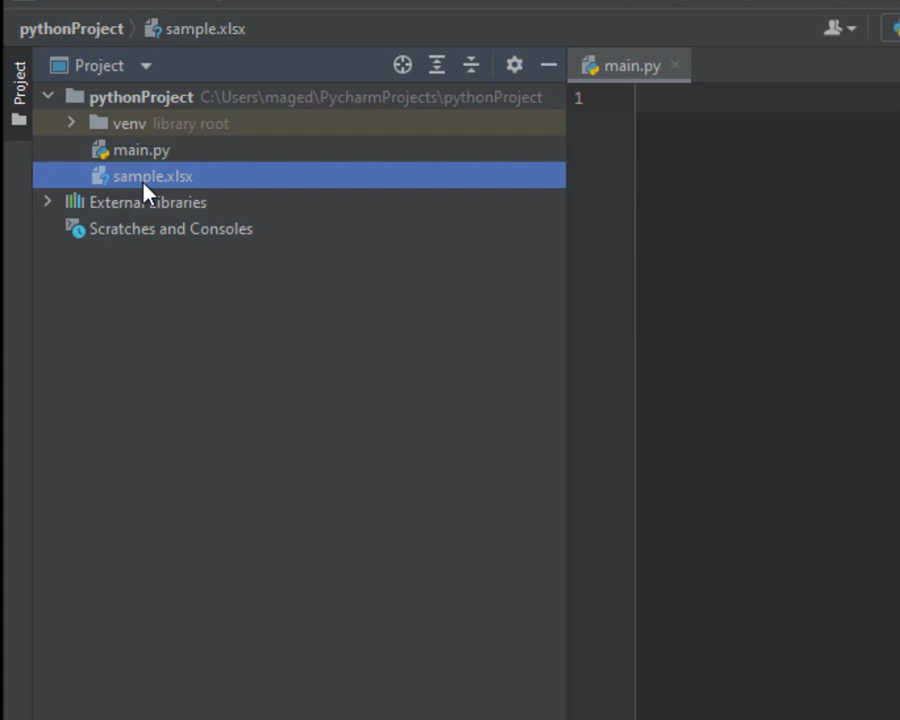 pythonProject sample.xlsx
Project
Project
main.py
pythonProject C:\Users\maged\PycharmProjects\pythonProject
1
venv library root
main.py
sample.xlsx
External Libraries
Scratches and Consoles